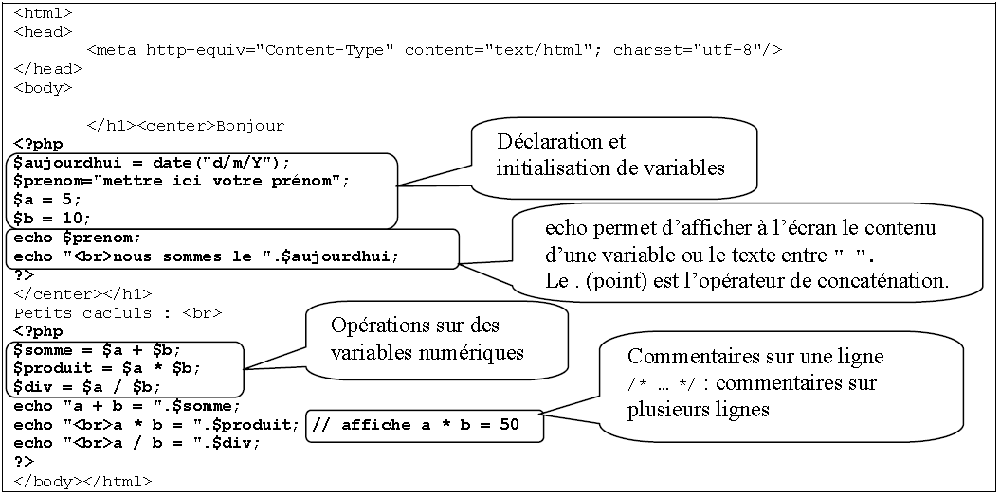 <html>
<head>
<meta http-equiv="Content-Type" content="text/html"; charset="utf-8"/>
</head>
<body>
</h1><center>Bonjour
<?php
$aujourdhui = date("d/m/Y");
$prenom="mettre ici votre prénom";
$a = 5;
$b = 10;
Déclaration et
initialisation de variables
echo $prenom;
echo "<br>nous sommes le ".$aujourdhui;
?>
echo permet d'afficher à l'écran le contenu
d'une variable ou le texte entre " ".
Le . (point) est l'opérateur de concaténation.
</center></h1>
Petits cacluls : <br>
<?php
$somme = $a + $b;
$produit = $a * $b;
$div = $a / $b;
Opérations sur des
variables numériques
echo "a + b = ".$somme;
echo "<br>a * b = ".$produit; // affiche a * b = 50
echo "<br>a / b = ".$div;
?>
Commentaires sur une ligne
/* … */ : commentaires sur
plusieurs lignes
</body></html>